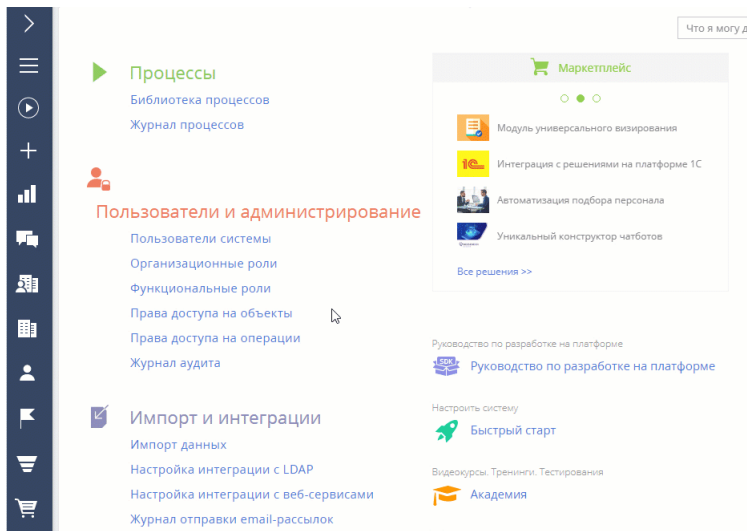 Что я могу д
Процессы
Библиотека процессов
Журнал процессов
Пользователи и администрирование
Пользователи системы
Организационные роли
Функциональные роли
Права доступа на объекты
Права доступа на операции
Журнал аудита
Импорт и интеграции
Импорт данных
Настройка интеграции с LDAP
Настройка интеграции с веб-сервисами
Журнал отправки email-рассылок
Маркетплейс
Модуль универсального визирования
1С
Интеграция с решениями на платформе 1С
Автоматизация подбора персонала
Уникальный конструктор чатботов
Все решения >>
Руководство по разработке на платформе
SDK
Руководство по разработке на платформе
Настроить систему
Быстрый старт
Видеокурсы. Тренинги. Тестирования
Академия